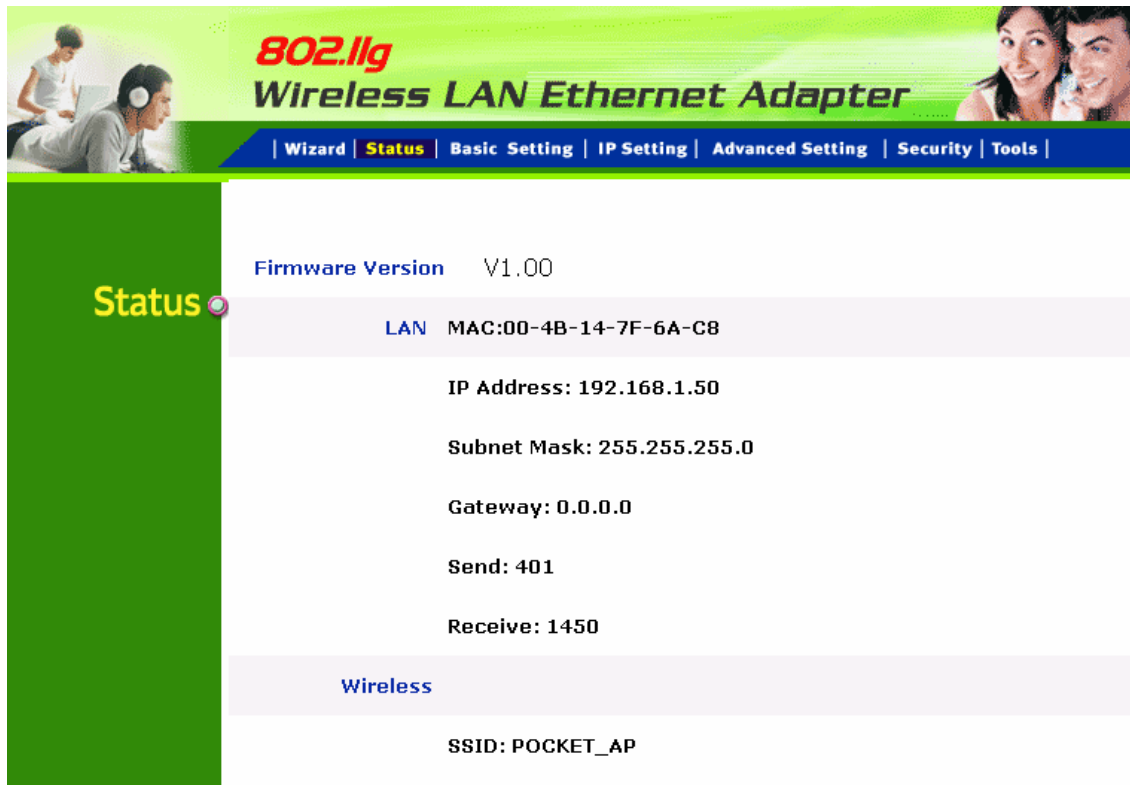 802.11g
Wireless LAN Ethernet Adapter
| Wizard | Status | Basic Setting | IP Setting | Advanced Setting | Security | Tools |
Status
Firmware Version V1.00
LAN MAC:00-4B-14-7F-6A-C8
IP Address: 192.168.1.50
Subnet Mask: 255.255.255.0
Gateway: 0.0.0.0
Send: 401
Receive: 1450
Wireless
SSID: POCKET_AP